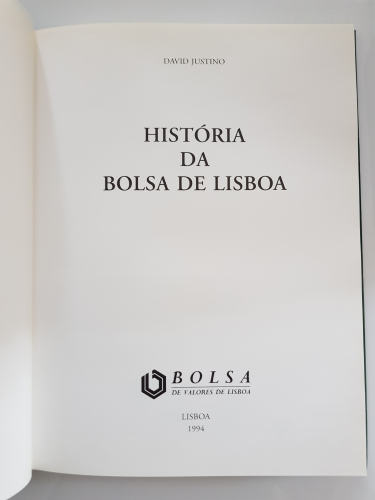 DAVID JUSTINO
HISTÓRIA
DA
BOLSA DE LISBOA
BOLSA
DE VALORES DE LISBOA
LISBOA
1994